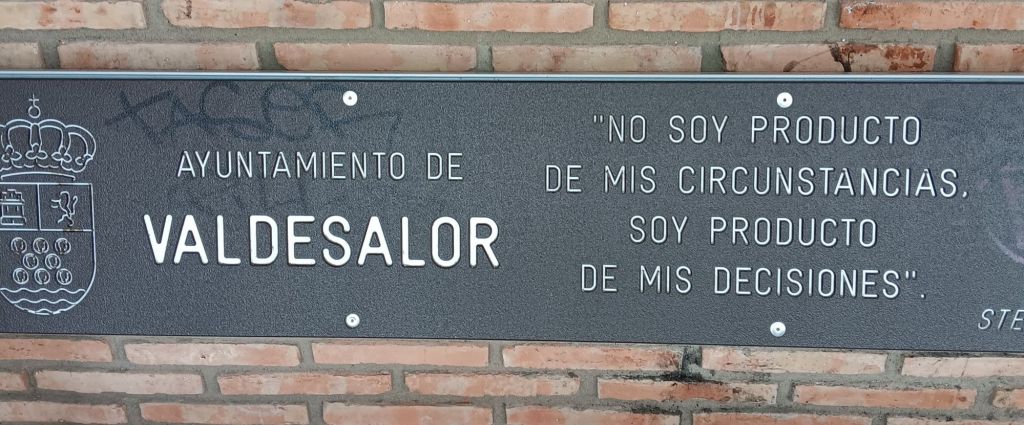 AYUNTAMIENTO DE
VALDESALOR
"NO SOY PRODUCTO
DE MIS CIRCUNSTANCIAS,
SOY PRODUCTO
DE MIS DECISIONES".